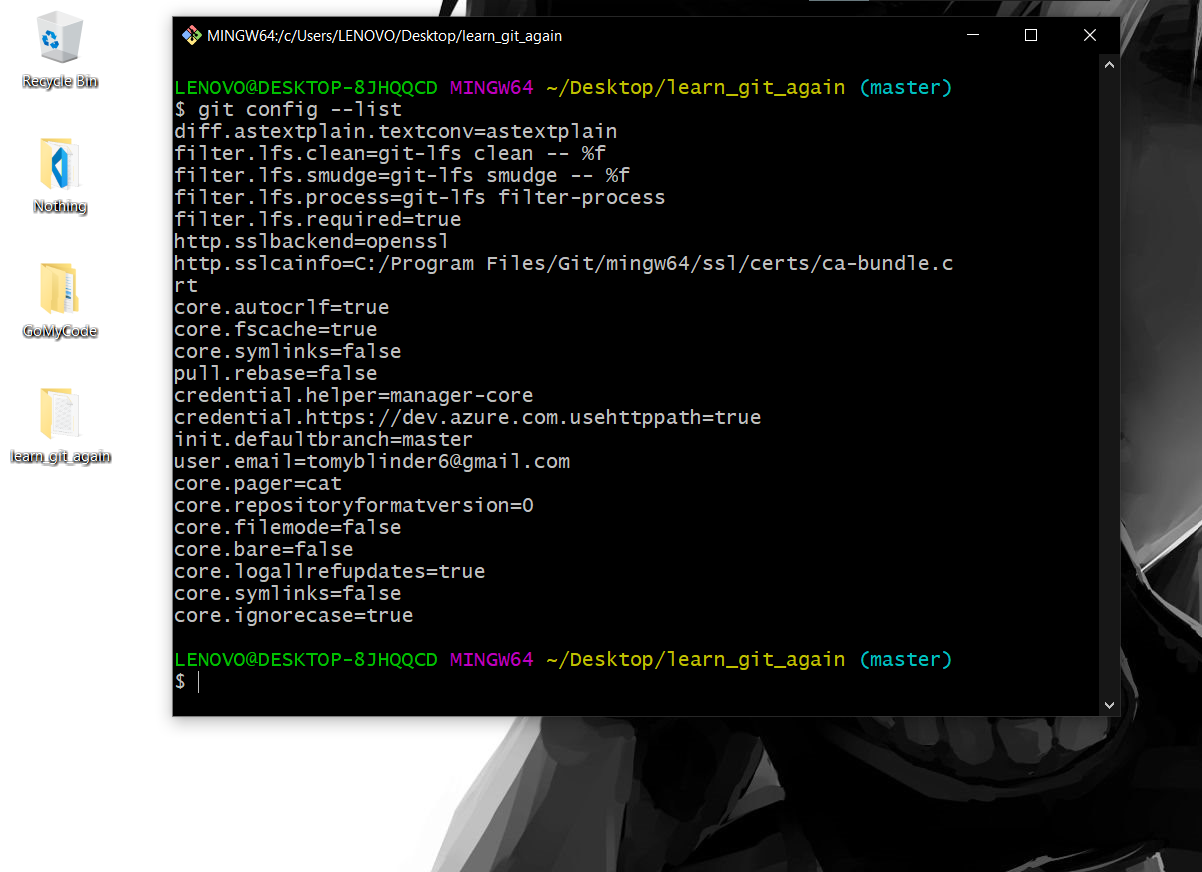 Recycle Bin
Nothing
GoMyCode
learn_git_again
MINGW64:/c/Users/LENOVO/Desktop/learn_git_again
LENOVO@DESKTOP-8JHQQCD MINGW64 ~/Desktop/learn_git_again (master)
$ git config --list
diff.astextplain.textconv=astextplain
filter.lfs.clean=git-lfs clean -- %f
filter.lfs.smudge=git-lfs smudge -- %f
filter.lfs.process=git-lfs filter-process
filter.lfs.required=true
http.sslbackend=openssl
http.sslcainfo=C:/Program Files/Git/mingw64/ssl/certs/ca-bundle.c
rt
core.autocrlf=true
core.fscache=true
core.symlinks=false
pull.rebase=false
credential.helper=manager-core
credential.https://dev.azure.com.usehttppath=true
init.defaultbranch=master
user.email=tomyblinder6@gmail.com
core.pager=cat
core.repositoryformatversion=0
core.filemode=false
core.bare=false
core.logallrefupdates=true
core.symlinks=false
core.ignorecase=true
LENOVO@DESKTOP-8JHQQCD MINGW64 ~/Desktop/learn_git_again (master)
$